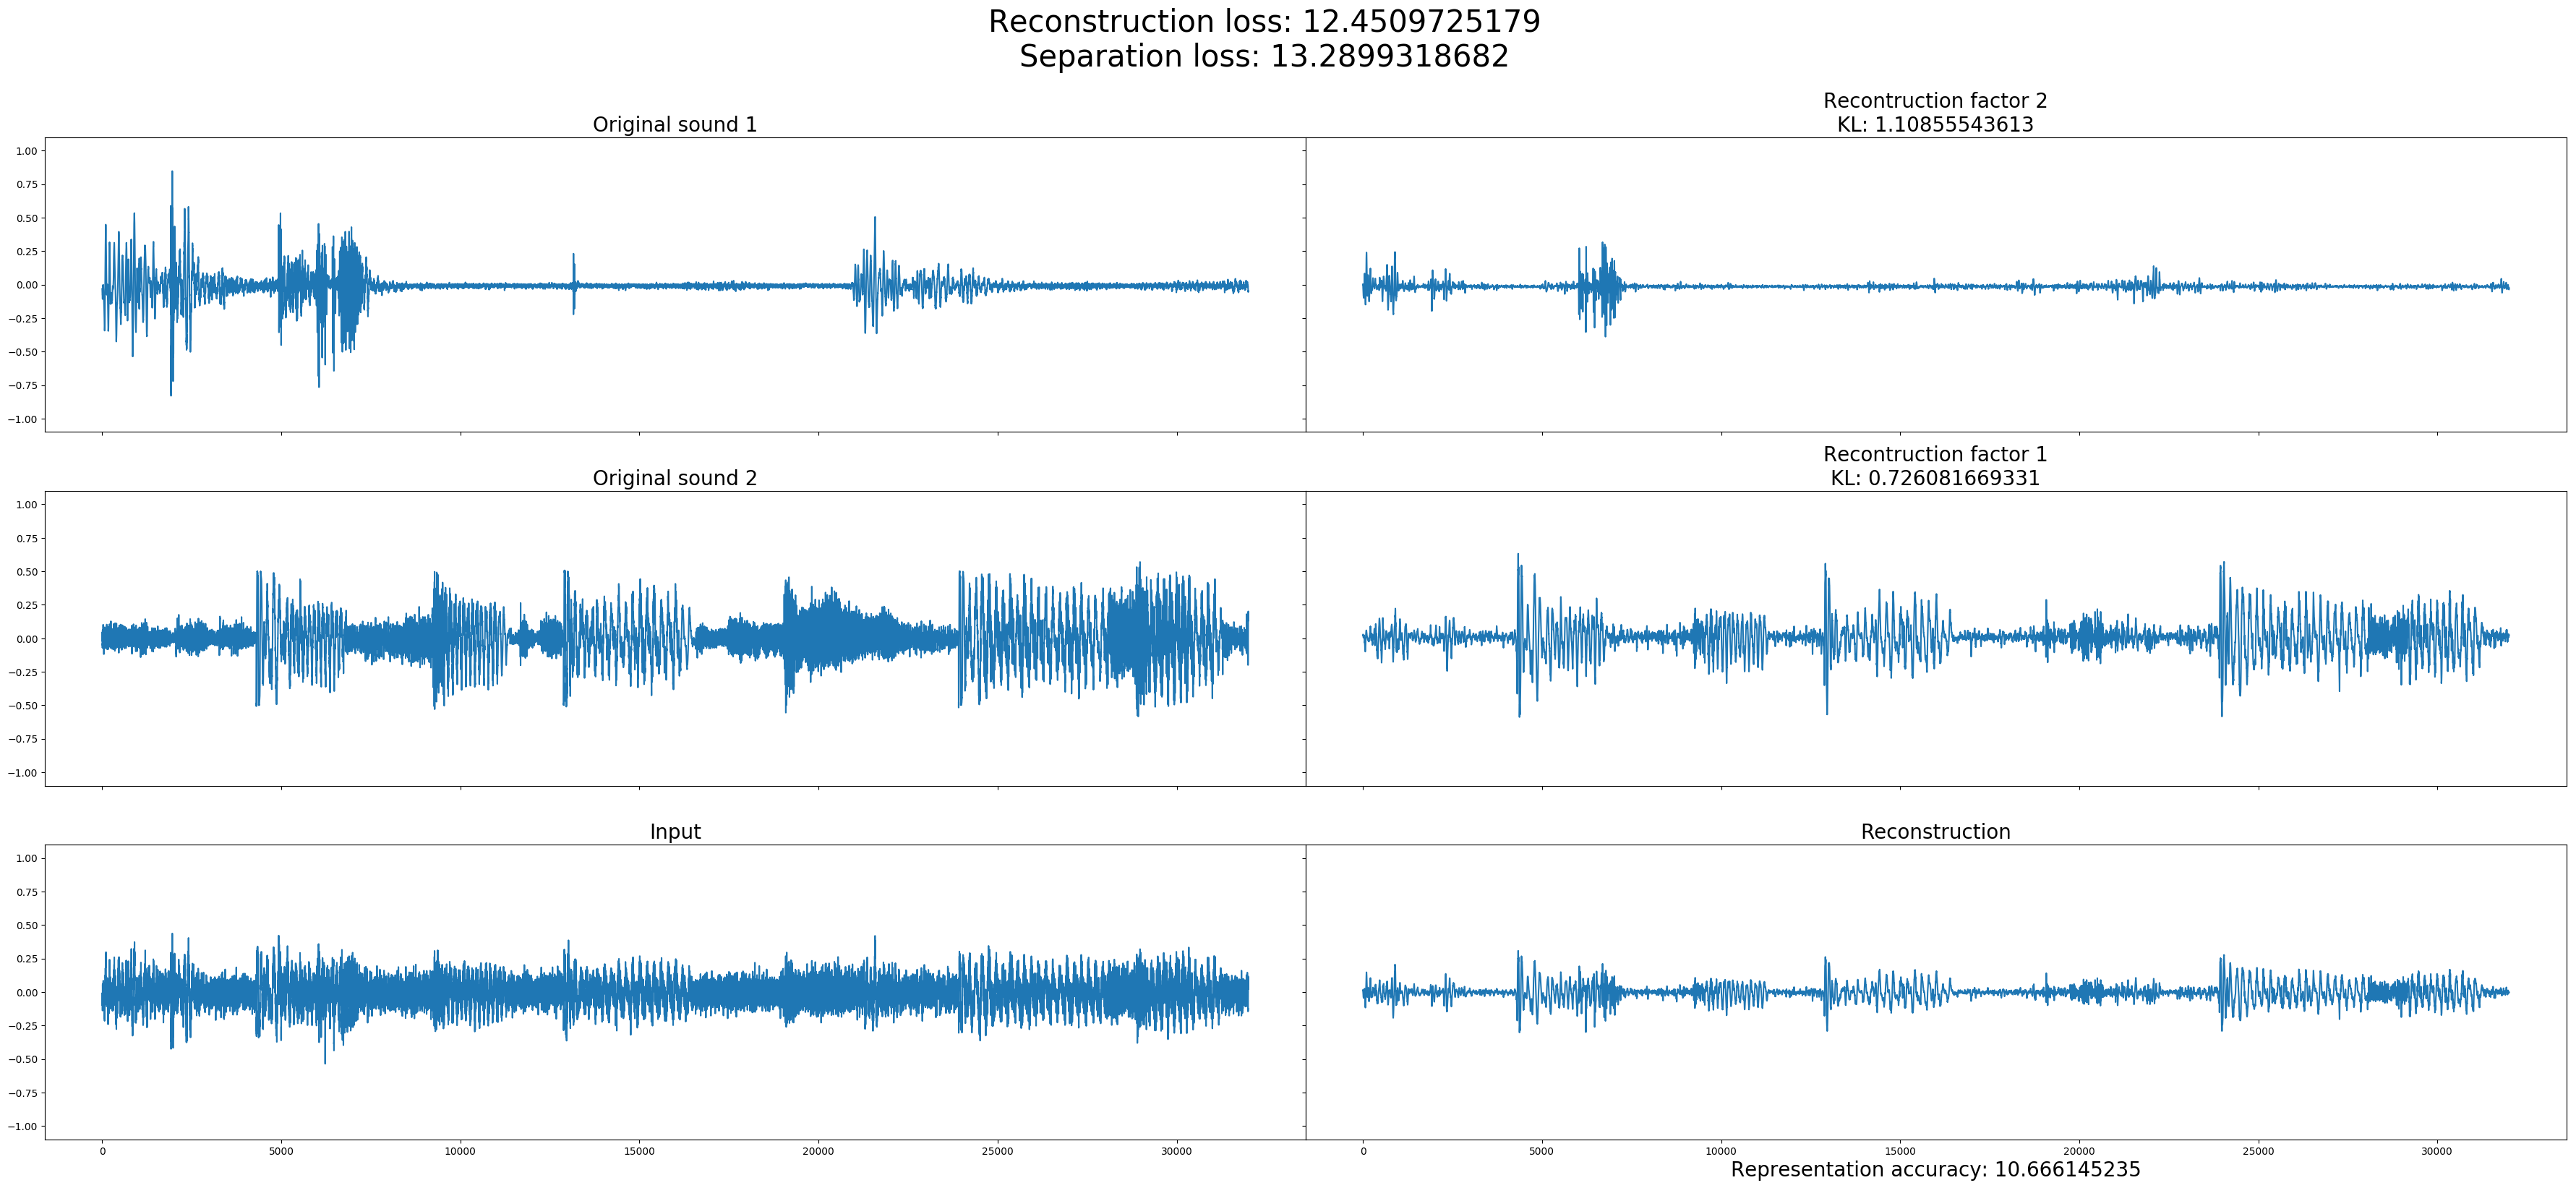 Reconstruction loss: 12.4509725179
Separation loss: 13.2899318682
Original sound 1
Recontruction factor 2
KL: 1.10855543613
1.00
0.75
0.50
0.25
0.00
−0.25
−0.50
−0.75
−1.00
Original sound 2
Recontruction factor 1
KL: 0.726081669331
1.00
0.75
0.50
0.25
0.00
−0.25
−0.50
−0.75
−1.00
Input
Reconstruction
1.00
0.75
0.50
0.25
0.00
−0.25
−0.50
−0.75
−1.00
0 5000 10000 15000 20000 25000 30000
0 5000 10000 15000 20000 25000 30000
Representation accuracy: 10.666145235